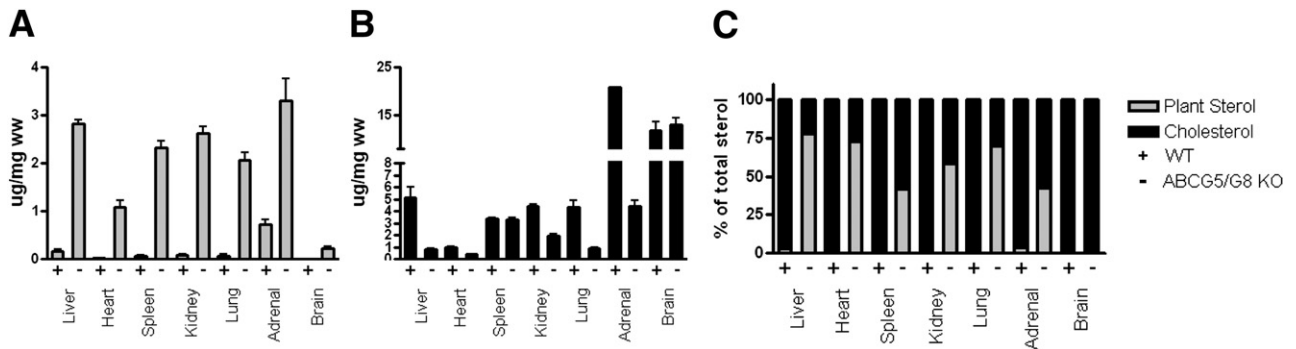 A
ug/mg ww
4
3
2
1
0
+ - + - + - + - + - + - + -
Liver Heart Spleen Kidney Lung Adrenal Brain
B
ug/mg ww
25
15
8
7
6
5
4
3
2
1
0
+ - + - + - + - + - + - + -
Liver Heart Spleen Kidney Lung Adrenal Brain
C
% of total sterol
100
75
50
25
0
+ - + - + - + - + - + - + -
Liver Heart Spleen Kidney Lung Adrenal Brain
Plant Sterol
Cholesterol
+ WT
- ABCG5/G8 KO